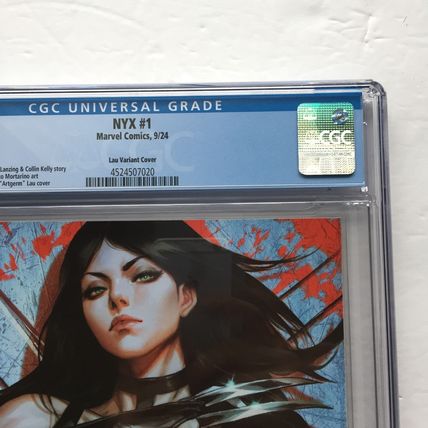 CGC UNIVERSAL GRADE
NYX #1
Marvel Comics, 9/24
Lau Variant Cover
Lanzing & Collin Kelly story
o Mortarino art
"Artgerm" Lau cover
4524507020
CGC